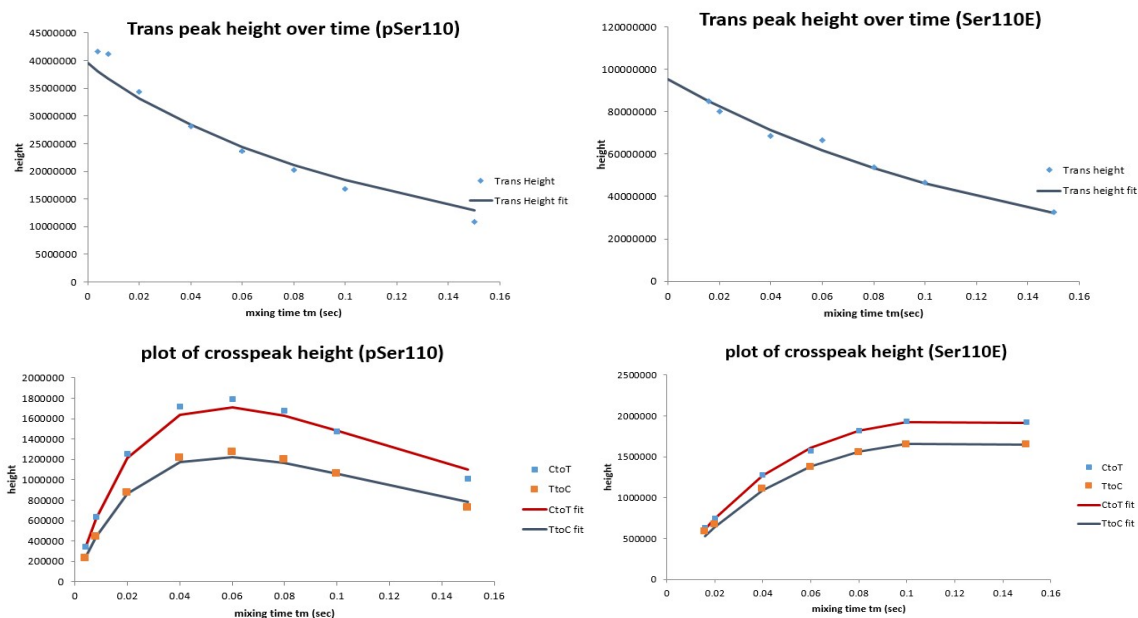 Trans peak height over time (pSer110)
45000000
40000000
35000000
30000000
25000000
20000000
15000000
10000000
5000000
0
height
0 0.02 0.04 0.06 0.08 0.1 0.12 0.14 0.16
mxing time tm (sec)
Trans Height
Trans Height fit
Trans peak height over time (Ser110E)
120000000
100000000
80000000
60000000
40000000
20000000
0
height
0 0.02 0.04 0.06 0.08 0.1 0.12 0.14 0.16
mixing time tm(sec)
Trans height
Trans height fit
plot of crosspeak height (pSer110)
2000000
1800000
1600000
1400000
1200000
1000000
800000
600000
400000
200000
0
height
0 0.02 0.04 0.06 0.08 0.1 0.12 0.14 0.16
mixing time tm (sec)
CtoT
TtoC
CtoT fit
TtoC fit
plot of crosspeak height (Ser110E)
2500000
2000000
1500000
1000000
500000
0
height
0 0.02 0.04 0.06 0.08 0.1 0.12 0.14 0.16
mixing time tm (sec)
CtoT
TtoC
CtoT fit
TtoC fit